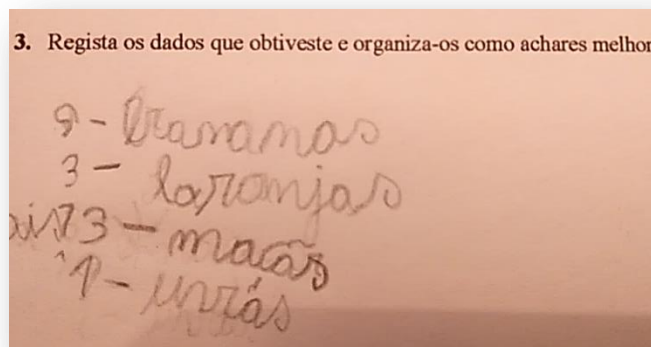 3. Regista os dados que obtiveste e organiza-os como achares melhor
9 - bananas
3 - laranjas
3 - maçãs
1 -